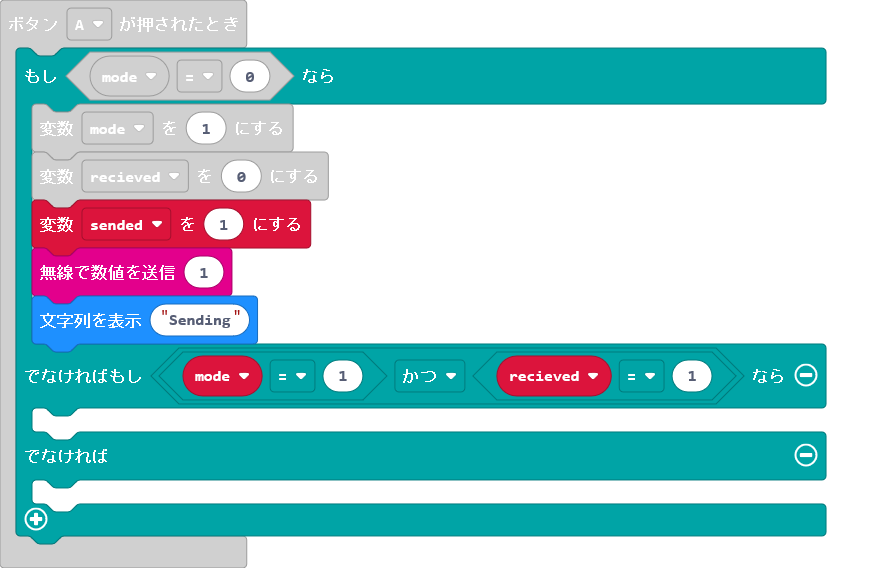 ボタン A が押されたとき
もし mode = 0 なら
変数 mode を 1 にする
変数 recieved を 0 にする
変数 sended を 1 にする
無線で数値を送信 1
文字列を表示 "Sending"
でなければもし mode = 1 かつ recieved = 1 なら
でなければ